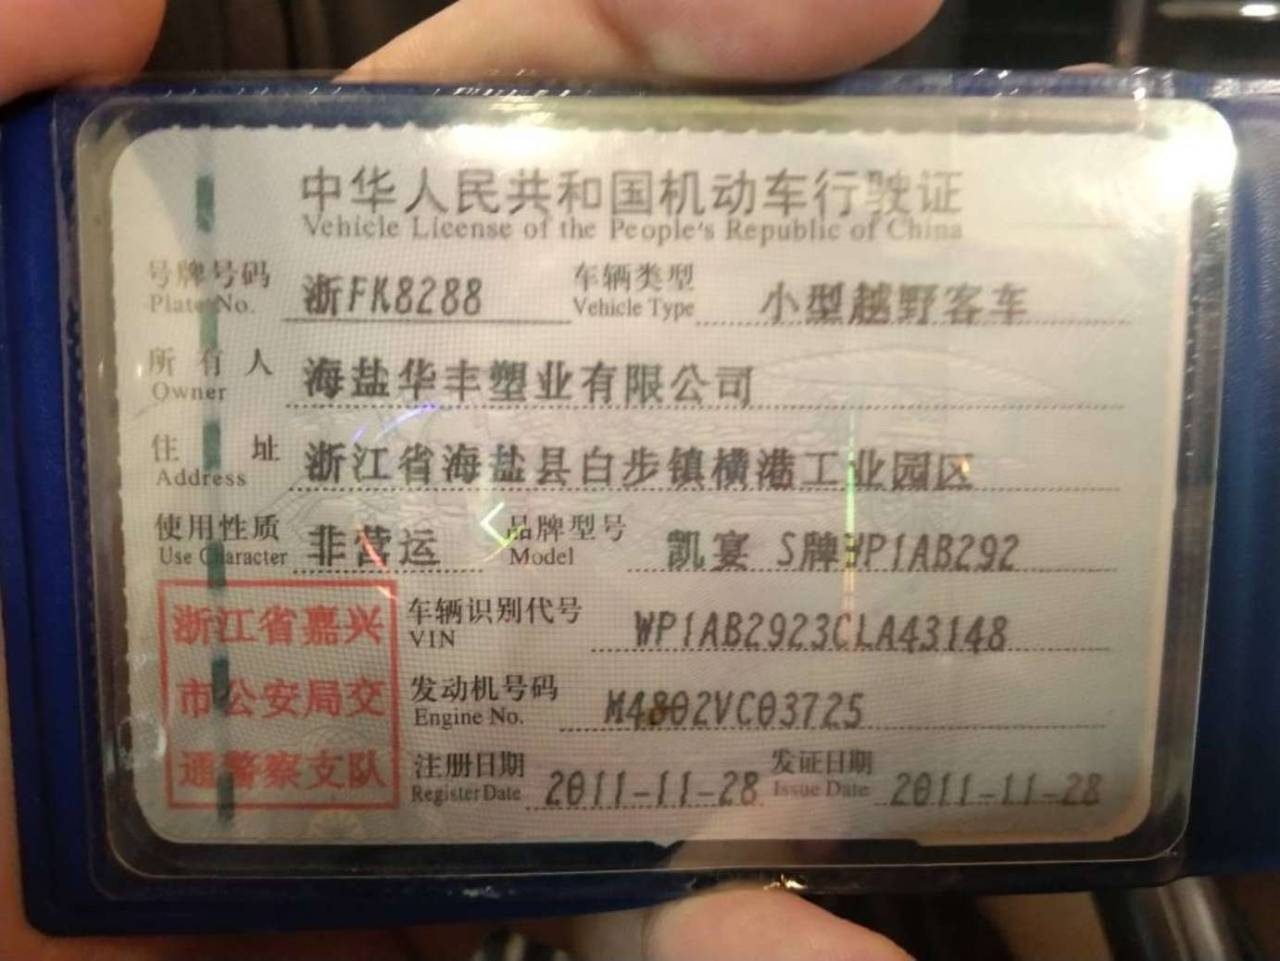 中华人民共和国机动车行驶证
Vehicle License of the People's Republic of China
号牌号码 浙FK8288 车辆类型 小型越野客车
Plate No. Vehicle Type
所有人 海盐华丰塑业有限公司
Owner
住址 浙江省海盐县白步镇横港工业园区
Address
使用性质 非营运 品牌型号 凯宴 S牌WP1AB292
Use Character Model
浙江省嘉兴
市公安局交
通警察支队
车辆识别代号 WP1AB2923CLA43148
VIN
发动机号码 M4802VC03725
Engine No.
注册日期 2011-11-28 发证日期 2011-11-28
Register Date Issue Date